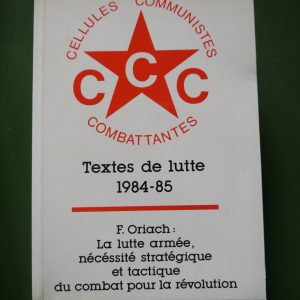 CELLULES COMMUNISTES
CCC
COMBATTANTES
Textes de lutte
1984-85
F. Oriach :
La lutte armée,
nécéssité stratégique
et tactique
du combat pour la révolution